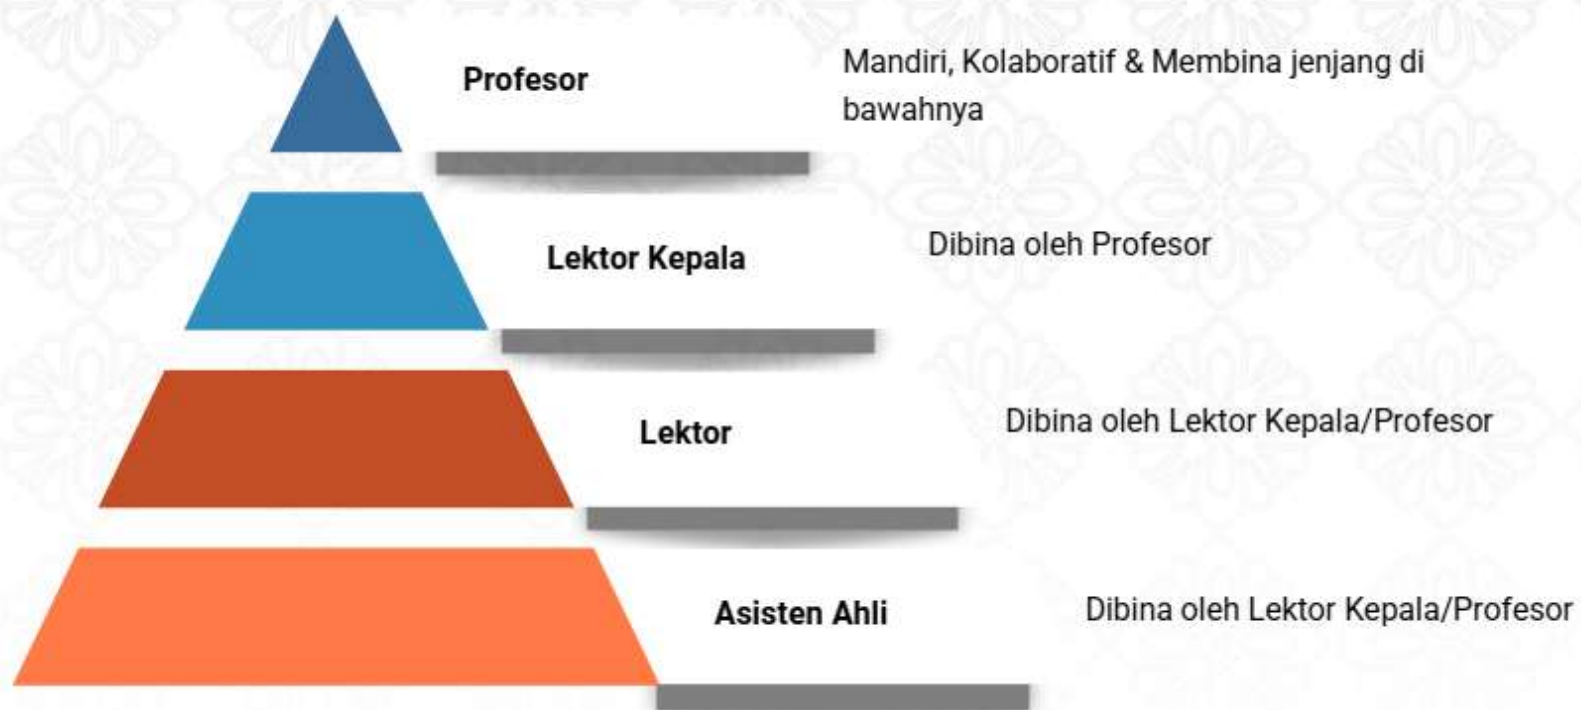 Profesor
Mandiri, Kolaboratif & Membina jenjang di
bawahnya
Lektor Kepala
Dibina oleh Profesor
Lektor
Dibina oleh Lektor Kepala/Profesor
Asisten Ahli
Dibina oleh Lektor Kepala/Profesor